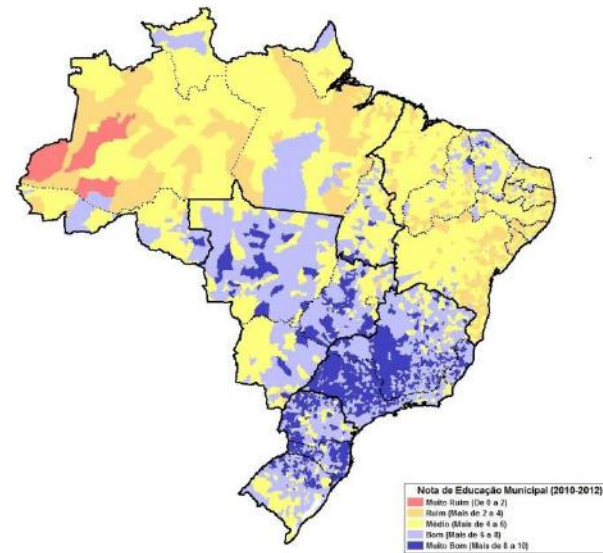 Nota de Educação Municipal (2010-2012)
Muito Ruim (De 0 a 2)
Ruim (Mais de 2 a 4)
Médio (Mais de 4 a 6)
Bom (Mais de 6 a 8)
Muito Bom (Mais de 8 a 10)